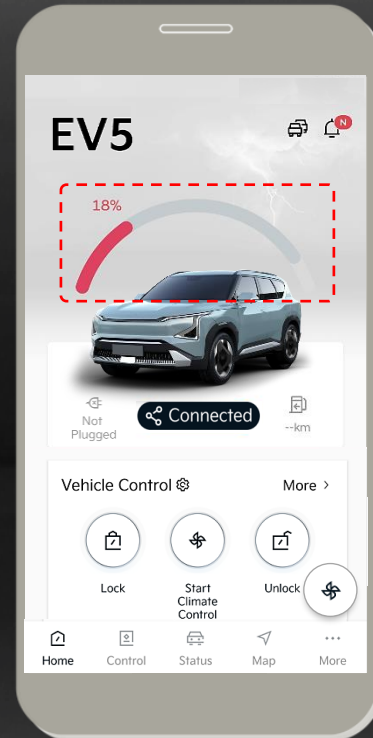 EV5
N
18%
Not
Plugged
Connected
--km
Vehicle Control
More >
Lock
Start
Climate
Control
Unlock
Home
Control
Status
Map
More